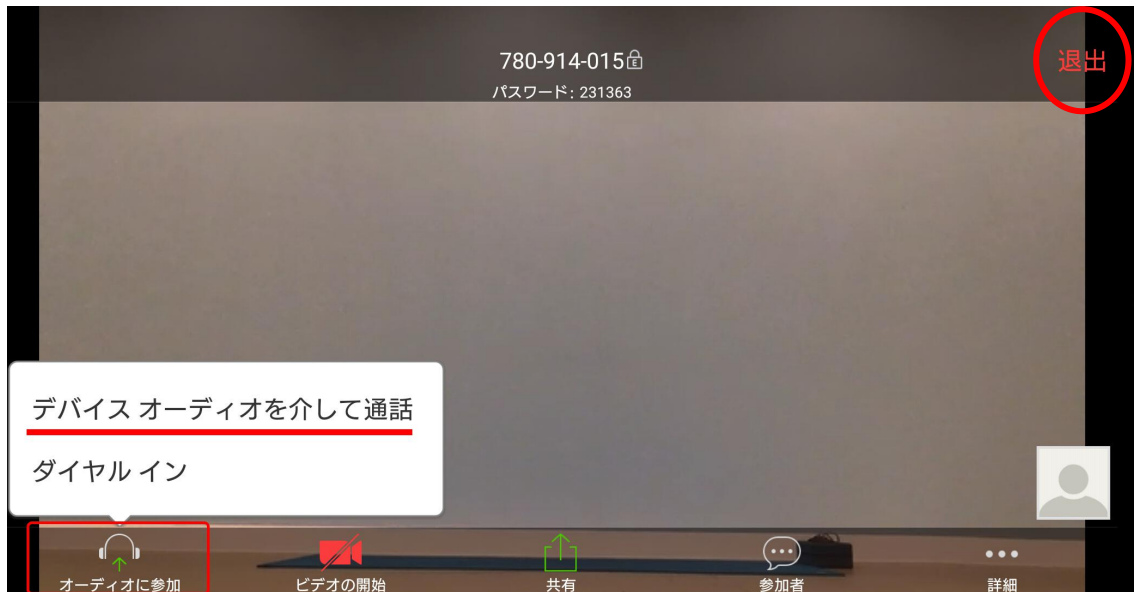 780-914-015
退出
パスワード: 231363
デバイス オーディオを介して通話
ダイヤル イン
オーディオに参加
ビデオの開始
共有
参加者
詳細